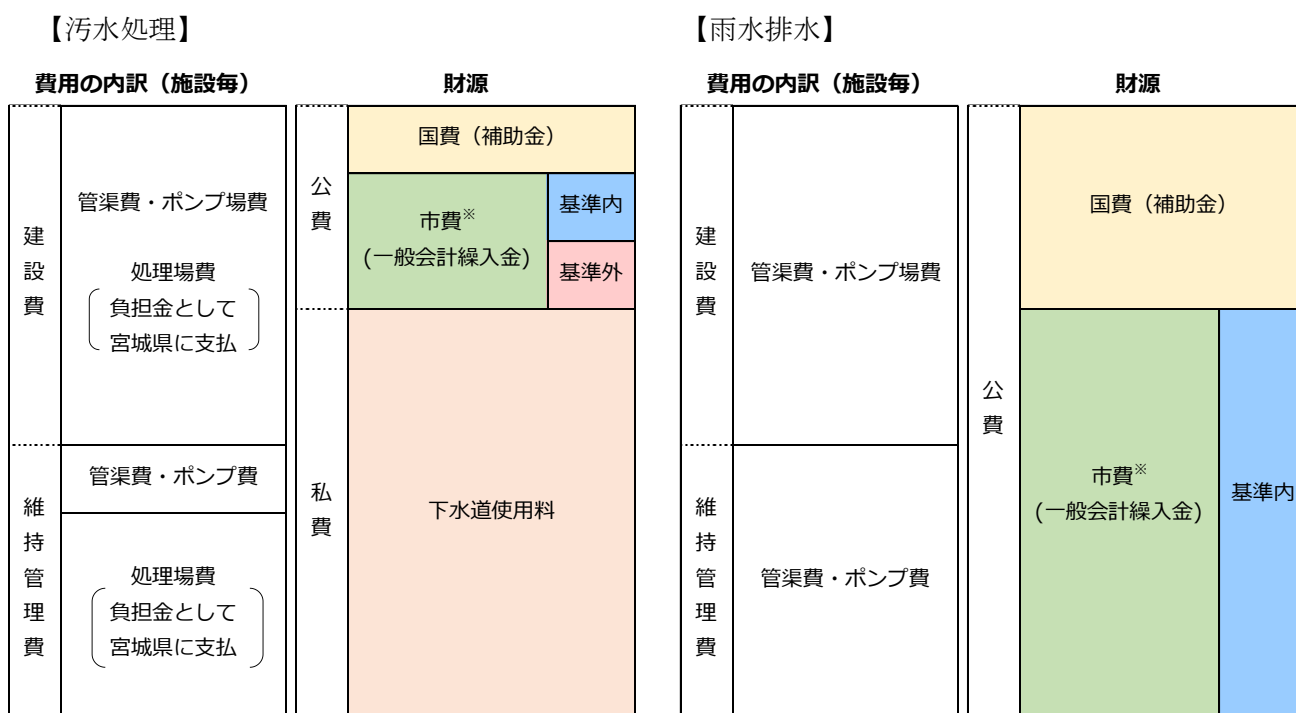 【汚水処理】
費用の内訳（施設毎）
財源
建設費
管渠費・ポンプ場費
処理場費
負担金として
宮城県に支払
維持管理費
管渠費・ポンプ費
処理場費
負担金として
宮城県に支払
公費
国費（補助金）
市費※
(一般会計繰入金)
基準内
基準外
私費
下水道使用料
【雨水排水】
費用の内訳（施設毎）
財源
建設費
管渠費・ポンプ場費
維持管理費
管渠費・ポンプ費
公費
国費（補助金）
市費※
(一般会計繰入金)
基準内